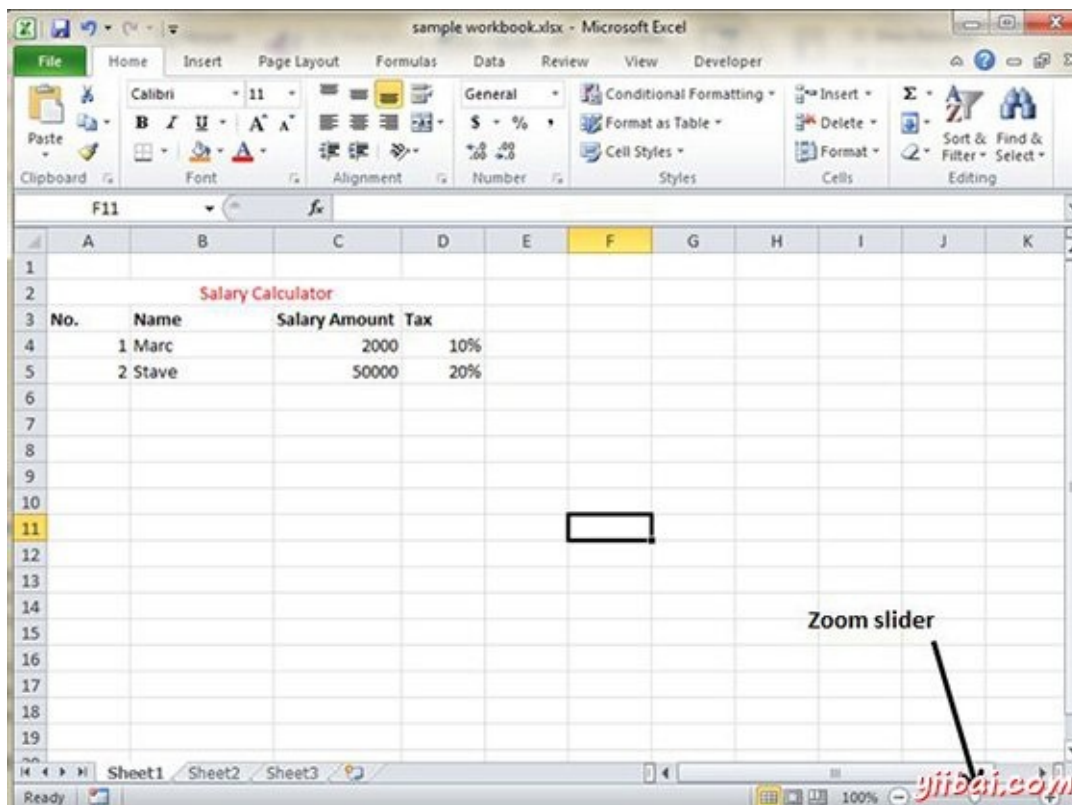 sample workbook.xlsx - Microsoft Excel
File Home Insert Page Layout Formulas Data Review View Developer
Calibri 11 General Conditional Formatting Insert Σ
Paste B I U A A $ % , Format as Table Delete Sort & Find &
A Cell Styles Format Filter Select
Clipboard Font Alignment Number Styles Cells Editing
F11 fx
A B C D E F G H I J K
1
2 Salary Calculator
3 No. Name Salary Amount Tax
4 1 Marc 2000 10%
5 2 Stave 50000 20%
6
7
8
9
10
11
12
13
14
Zoom slider
15
16
17
18
19
Sheet1 Sheet2 Sheet3
Ready 100%
yiibai.com